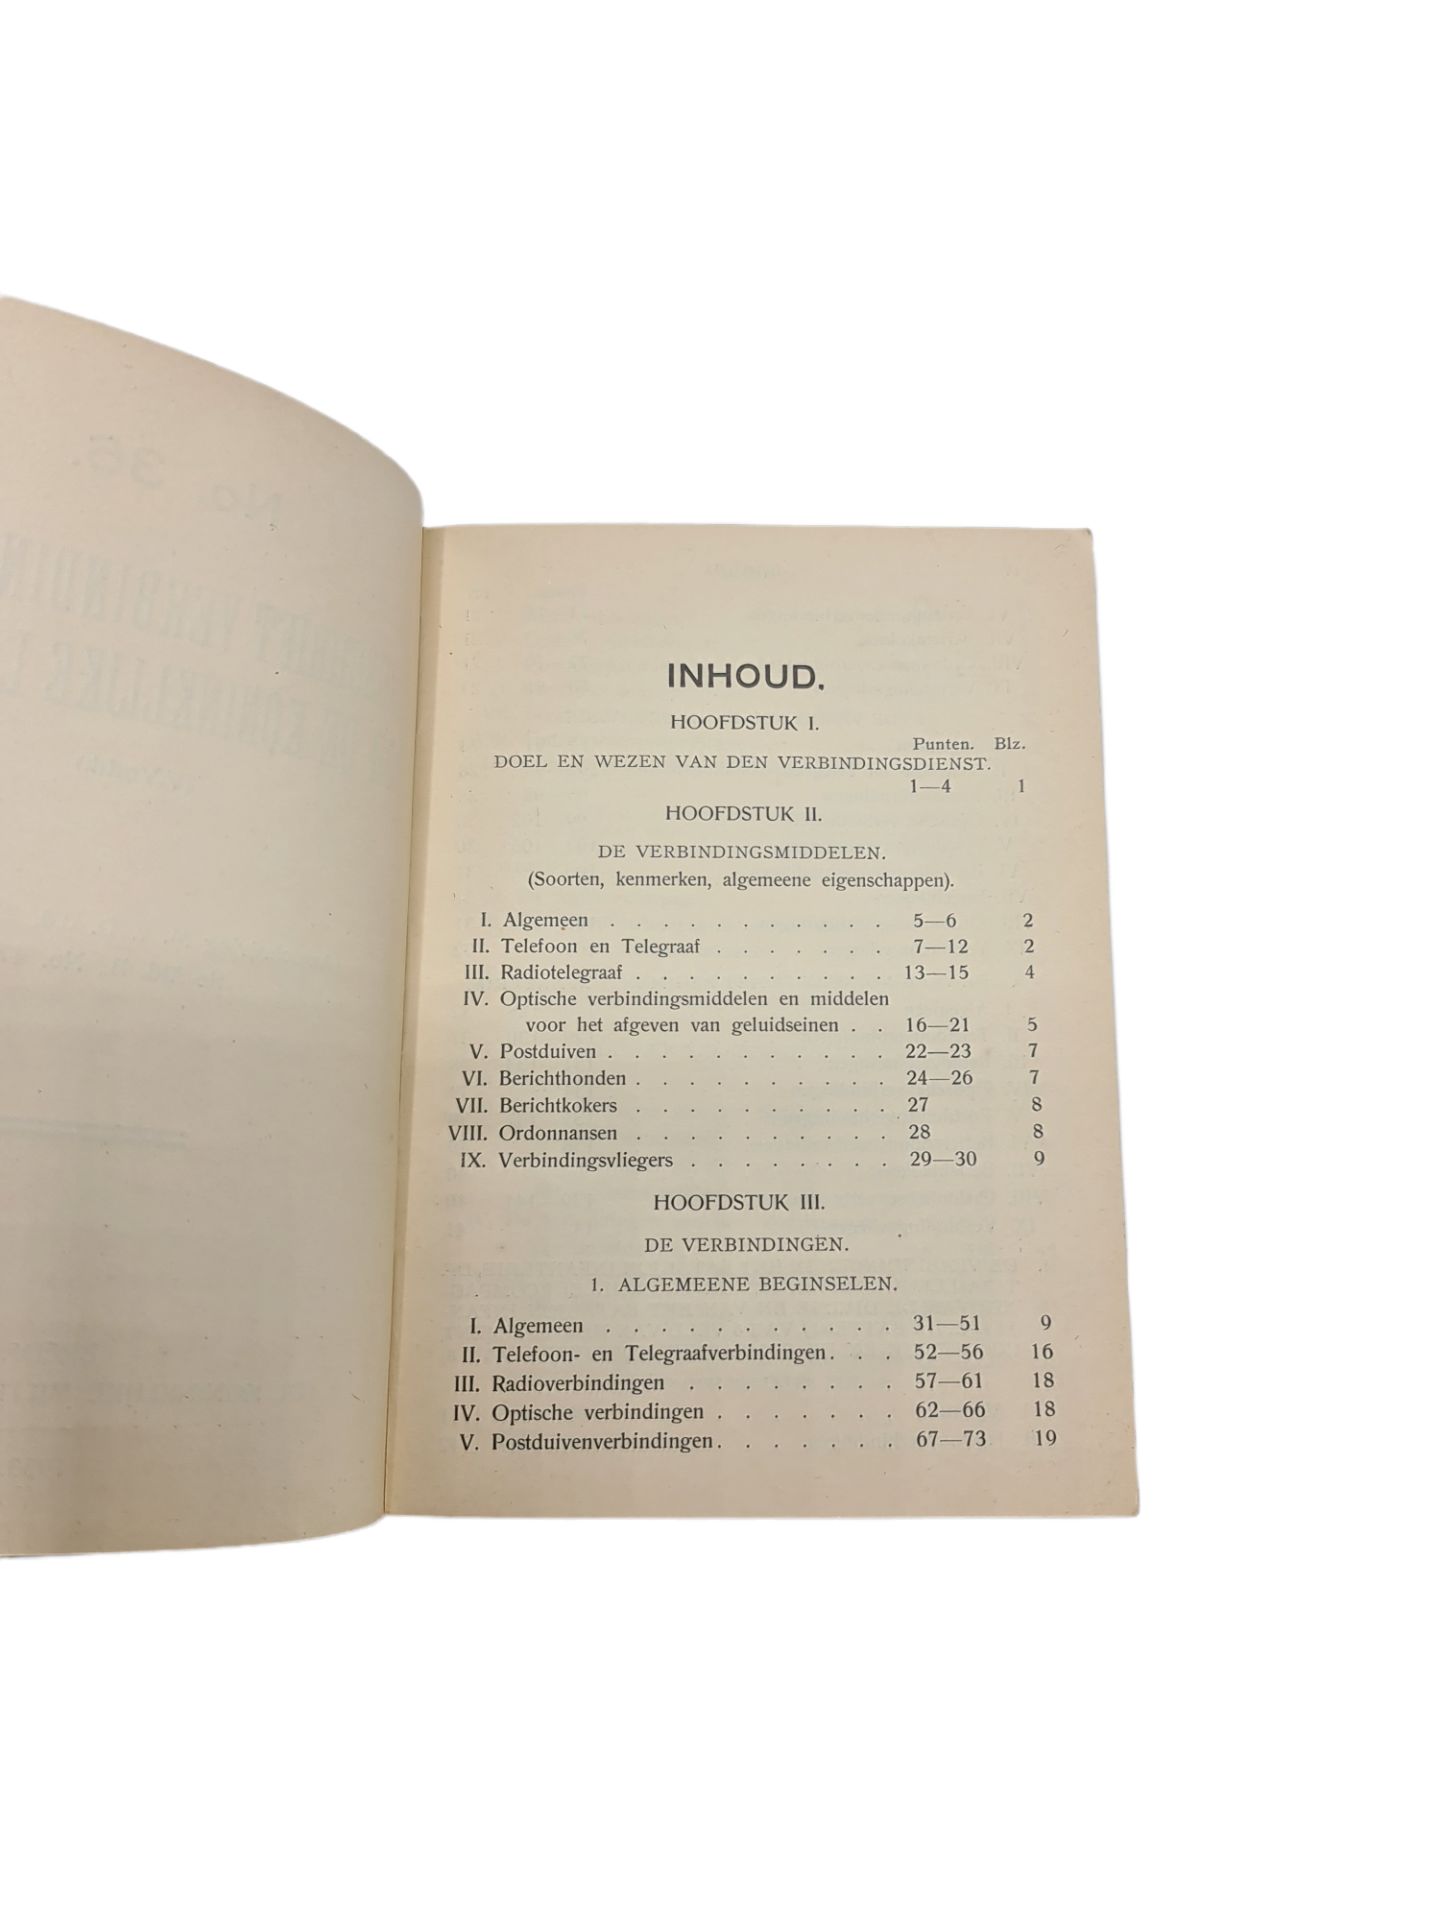 INHOUD.
HOOFDSTUK I.
Punten. Blz.
DOEL EN WEZEN VAN DEN VERBINDINGSDIENST.
1—4 1
HOOFDSTUK II.
DE VERBINDINGSMIDDELEN.
(Soorten, kenmerken, algemeene eigenschappen).
I. Algemeen . . . . . . . . . . . 5—6 2
II. Telefoon en Telegraaf . . . . . . . 7—12 2
III. Radiotelegraaf . . . . . . . . . . 13—15 4
IV. Optische verbindingsmiddelen en middelen
voor het afgeven van geluidseinen . . 16—21 5
V. Postduiven . . . . . . . . . . . 22—23 7
VI. Berichthonden . . . . . . . . . . 24—26 7
VII. Berichtkokers . . . . . . . . . . 27 8
VIII. Ordonnansen . . . . . . . . . . 28 8
IX. Verbindingsvliegers . . . . . . . . 29—30 9
HOOFDSTUK III.
DE VERBINDINGEN.
1. ALGEMEENE BEGINSELEN.
I. Algemeen . . . . . . . . . . . 31—51 9
II. Telefoon- en Telegraafverbindingen . . . 52—56 16
III. Radioverbindingen . . . . . . . . 57—61 18
IV. Optische verbindingen . . . . . . . 62—66 18
V. Postduivenverbindingen . . . . . . . 67—73 19